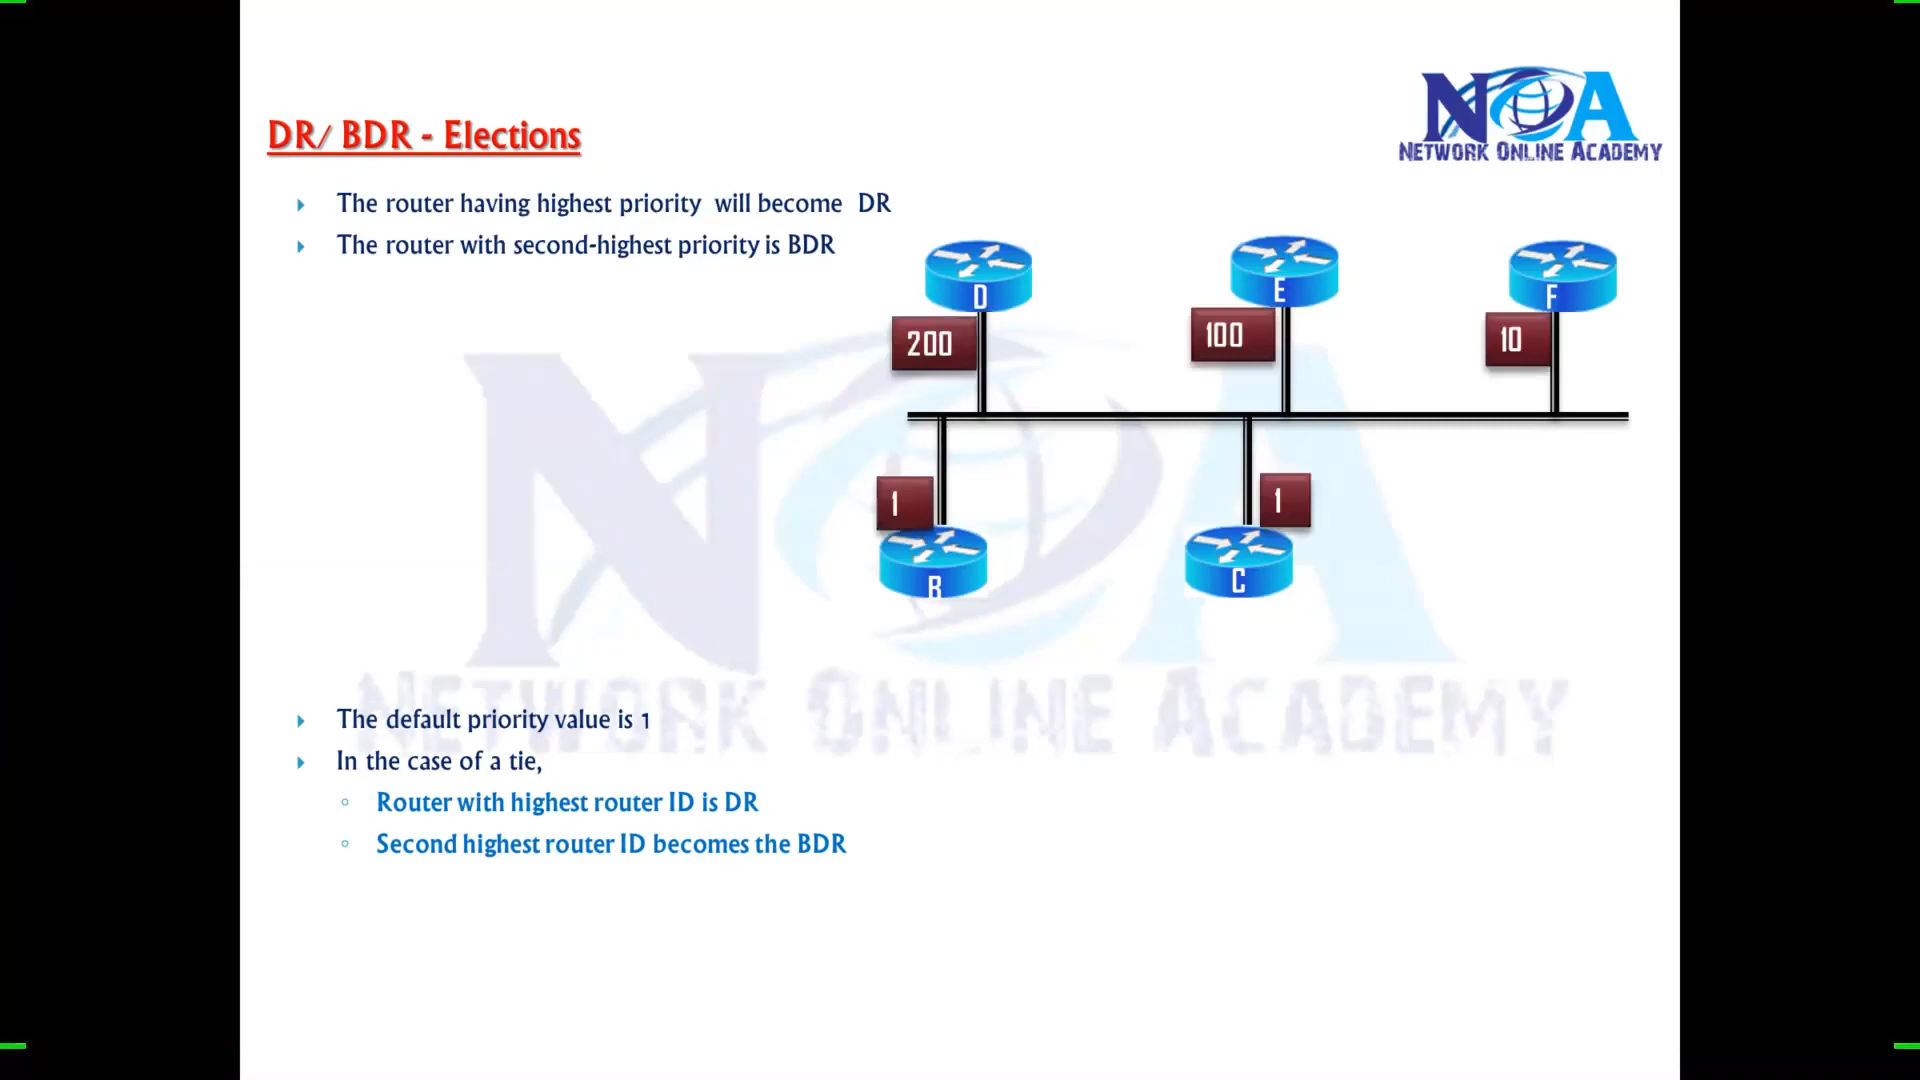 NOA
NETWORK ONLINE ACADEMY
DR/ BDR - Elections
The router having highest priority will become DR
The router with second-highest priority is BDR
D
E
F
200
100
10
1
1
B
C
NOA
NETWORK ONLINE ACADEMY
The default priority value is 1
In the case of a tie,
Router with highest router ID is DR
Second highest router ID becomes the BDR